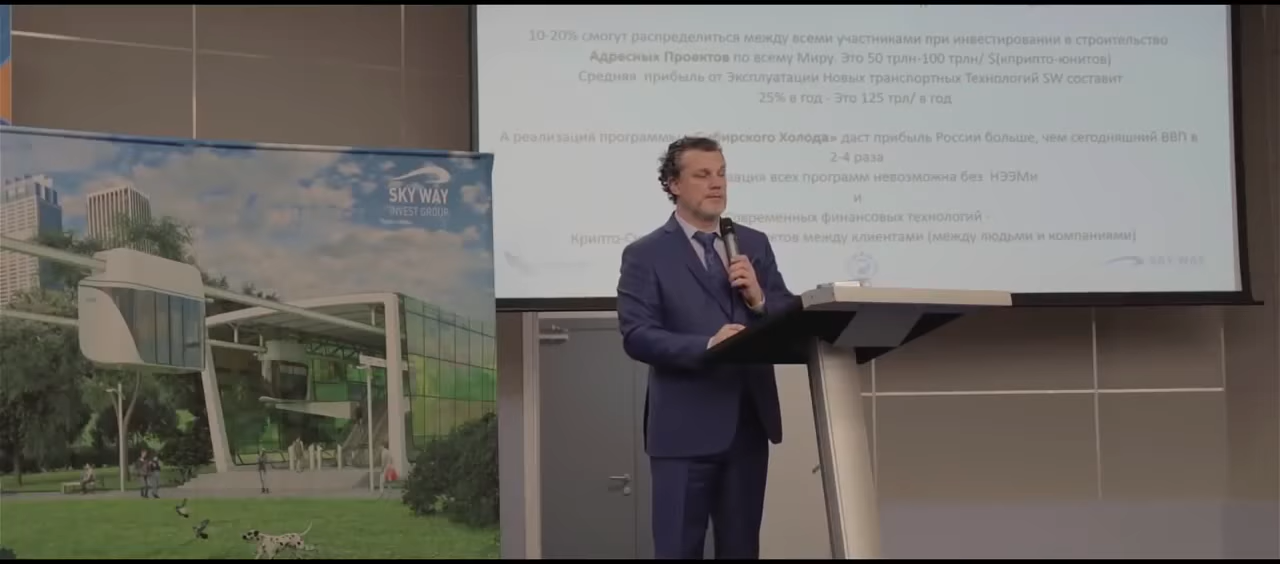 10-20% смогут распределиться между всеми участниками при инвестировании в строительство
Адресных Проектов по всему Миру. Это 50 трлн-100 трлн/ $(кприпто-юнитов)
Средняя прибыль от Эксплуатации Новых транспортных Технологий SW составит
25% в год - Это 125 трл/ в год
А реализация программы «Сибирского Холода» даст прибыль России больше, чем сегодняшний ВВП в
2-4 раза
всех программ невозможна без НЭЭМи
и
Современных финансовых технологий -
между клиентами (между людьми и компаниями)
SKY WAY
SKY WAY
INVEST GROUP